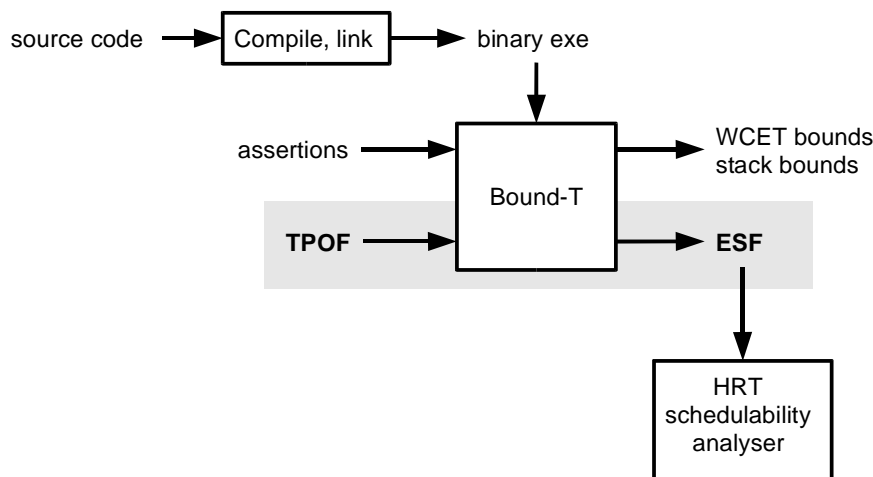 source code
Compile, link
binary exe
assertions
WCET bounds
stack bounds
Bound-T
TPOF
ESF
HRT
schedulability
analyser